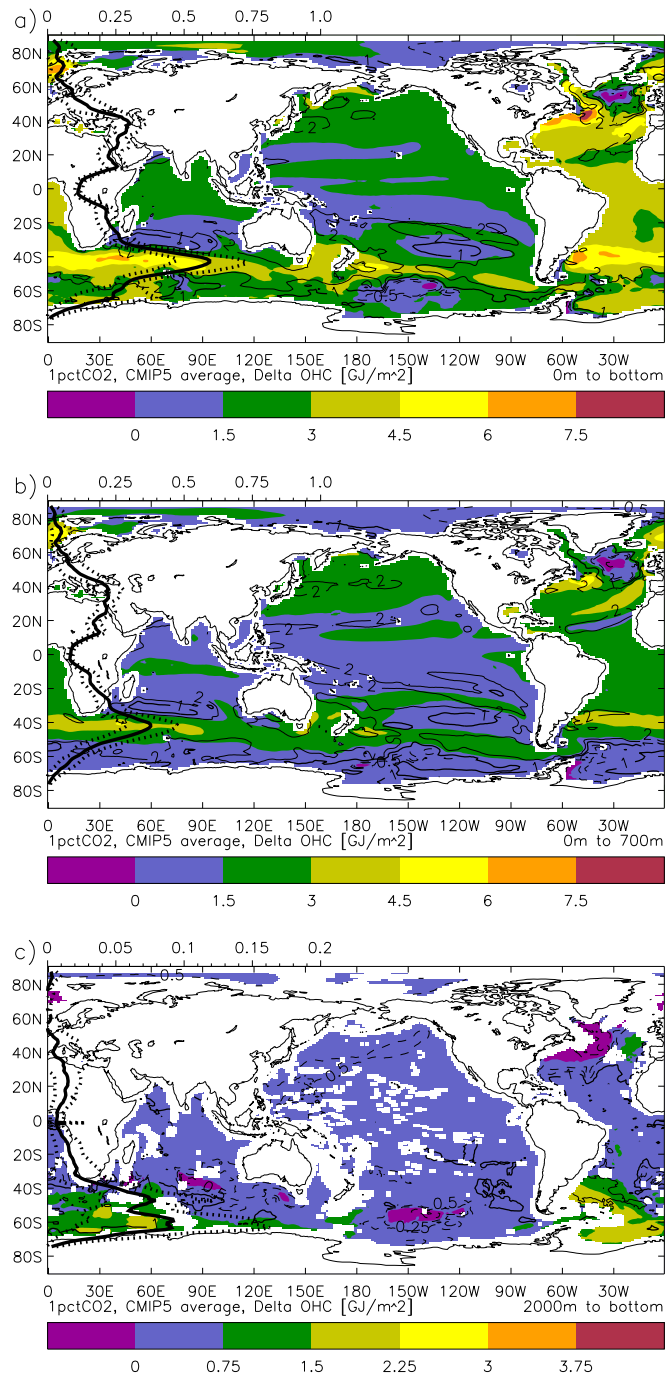 0 0.25 0.5 0.75 1.0
a)
80N
60N
40N
20N
0
20S
40S
60S
80S
0 30E 60E 90E 120E 150E 180E 150W 120W 90W 60W 30W
1pctCO2, CMIP5 average, Delta OHC [GJ/m^2] 0m to bottom
0 1.5 3 4.5 6 7.5
0 0.25 0.5 0.75 1.0
b)
80N
60N
40N
20N
0
20S
40S
60S
80S
0 30E 60E 90E 120E 150E 180E 150W 120W 90W 60W 30W
1pctCO2, CMIP5 average, Delta OHC [GJ/m^2] 0m to 700m
0 1.5 3 4.5 6 7.5
0 0.05 0.1 0.2
c)
80N
60N
40N
20N
0
20S
40S
60S
80S
0 30E 60E 90E 120E 150E 180E 150W 120W 90W 60W 30W
1pctCO2, CMIP5 average, Delta OHC [GJ/m^2] 2000m to bottom
0 0.75 1.5 2.25 3 3.75